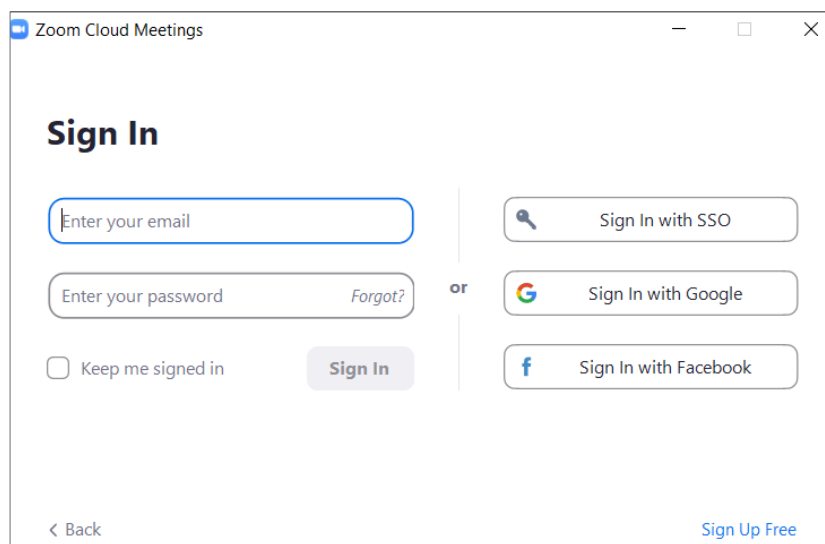 Zoom Cloud Meetings
Sign In
Enter your email
Enter your password Forgot?
Keep me signed in Sign In
or
Sign In with SSO
Sign In with Google
Sign In with Facebook
Back
Sign Up Free